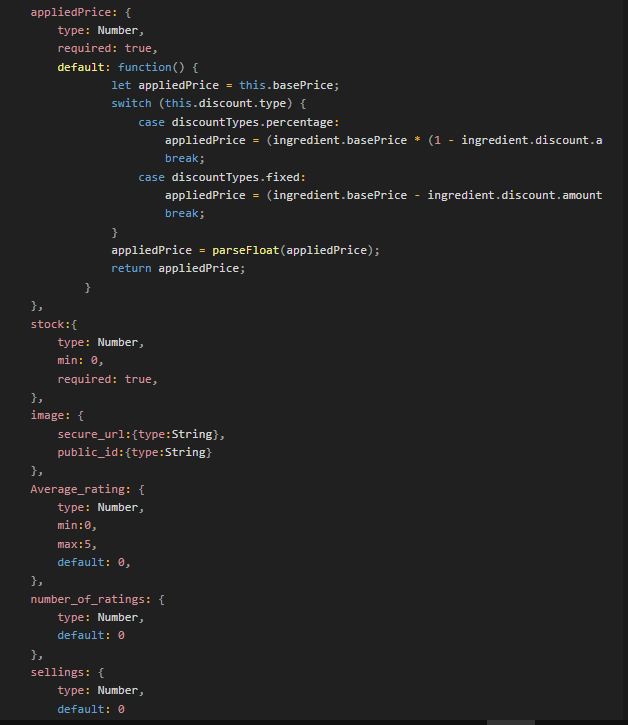 appliedPrice: {
type: Number,
required: true,
default: function() {
let appliedPrice = this.basePrice;
switch (this.discount.type) {
case discountTypes.percentage:
appliedPrice = (ingredient.basePrice * (1 - ingredient.discount.a
break;
case discountTypes.fixed:
appliedPrice = (ingredient.basePrice - ingredient.discount.amount
break;
}
appliedPrice = parseFloat(appliedPrice);
return appliedPrice;
}
},
stock:{
type: Number,
min: 0,
required: true,
},
image: {
secure_url:{type:String},
public_id:{type:String}
},
Average_rating: {
type: Number,
min:0,
max:5,
default: 0,
},
number_of_ratings: {
type: Number,
default: 0
},
sellings: {
type: Number,
default: 0